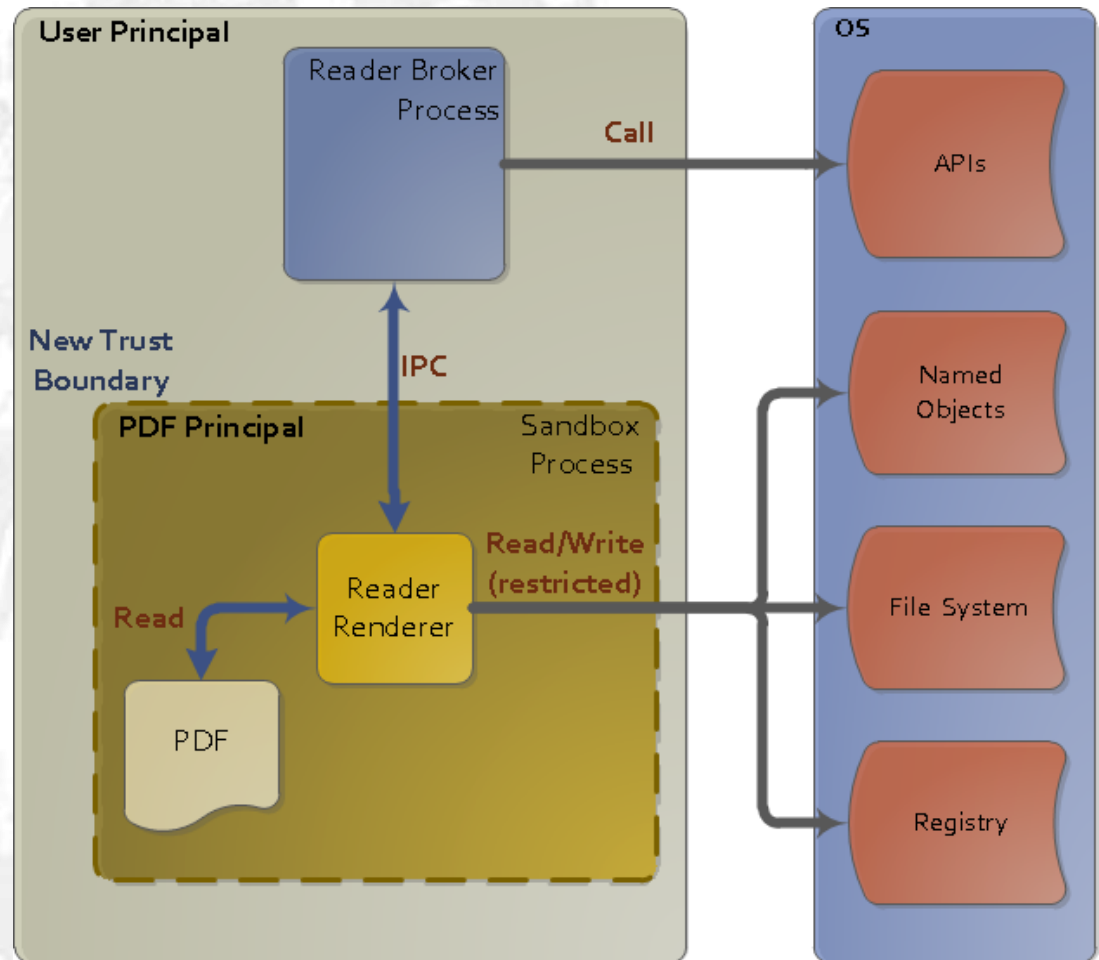 User Principal
OS
Reader Broker
Process
Call
APIs
New Trust
Boundary
IPC
Named
Objects
PDF Principal
Sandbox
Process
Read/Write
(restricted)
Reader
Renderer
Read
File System
PDF
Registry